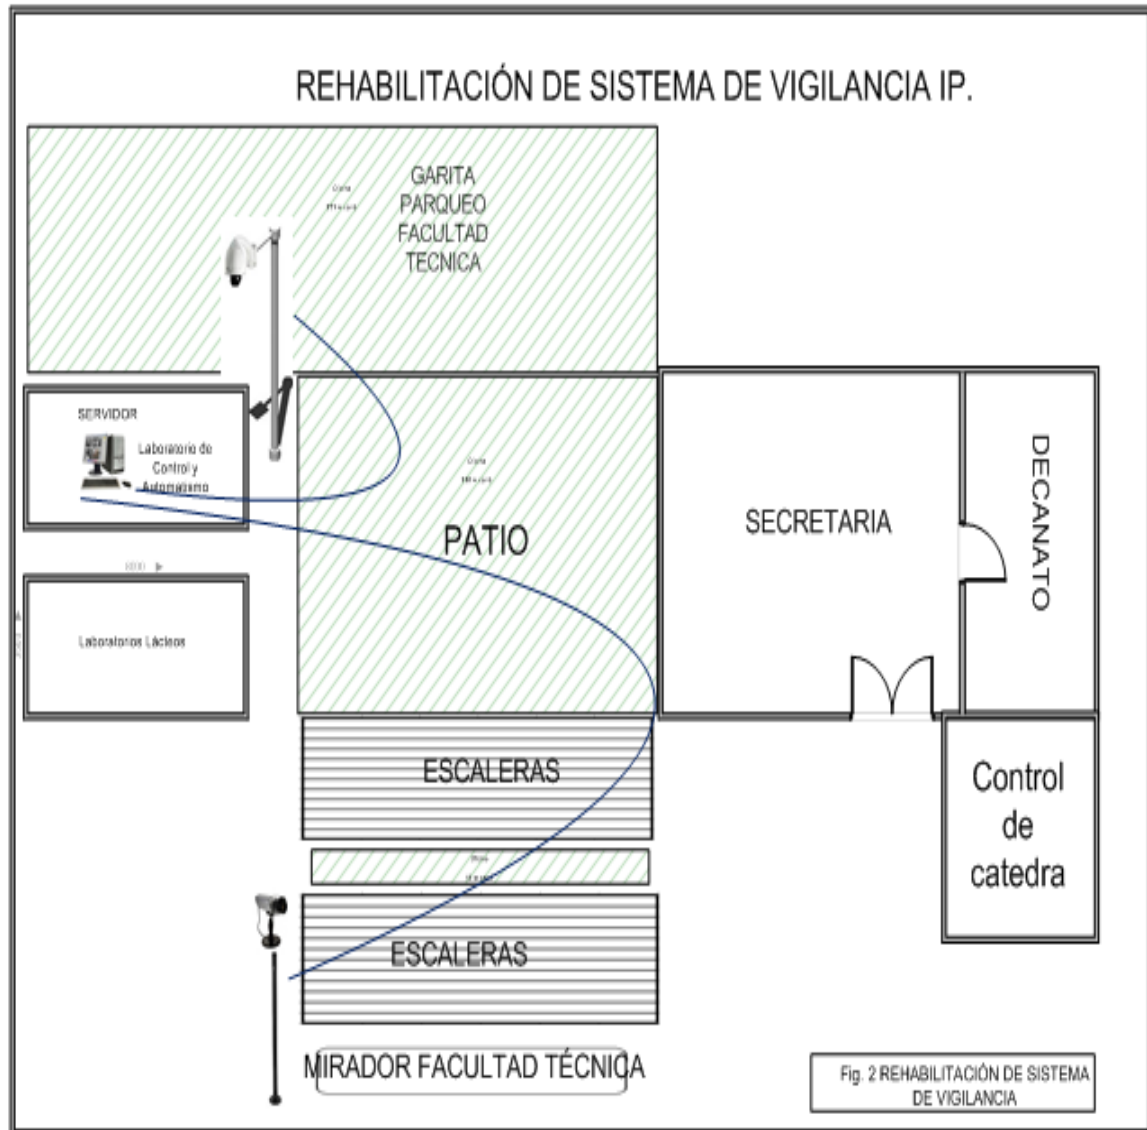 REHABILITACIÓN DE SISTEMA DE VIGILANCIA IP.
GARITA
PARQUEO
FACULTAD
TECNICA
SERVIDOR
Laboratorio de
Control y
Automatismo
PATIO
SECRETARIA
DECANATO
Laboratorios Lácteos
ESCALERAS
Control
de
catedra
ESCALERAS
MIRADOR FACULTAD TÉCNICA
Fig. 2 REHABILITACIÓN DE SISTEMA
DE VIGILANCIA